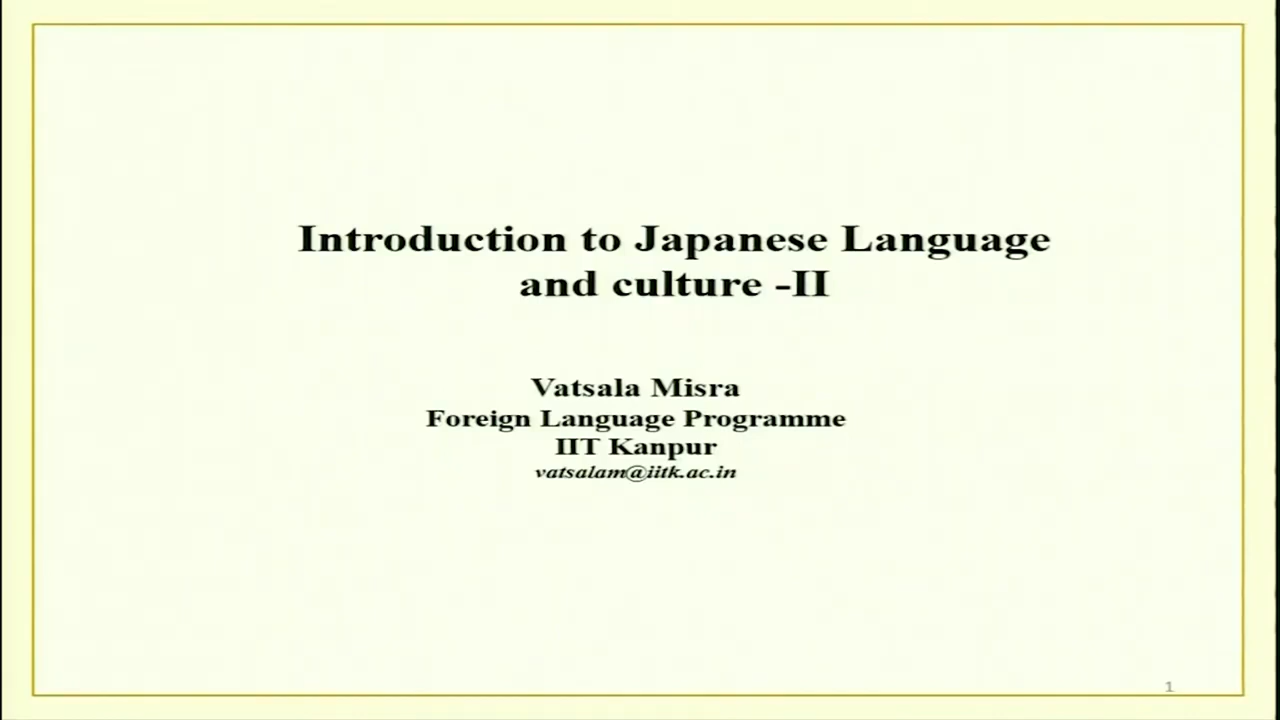 Introduction to Japanese Language
and culture -II
Vatsala Misra
Foreign Language Programme
IIT Kanpur
vatsalam@iitk.ac.in
1